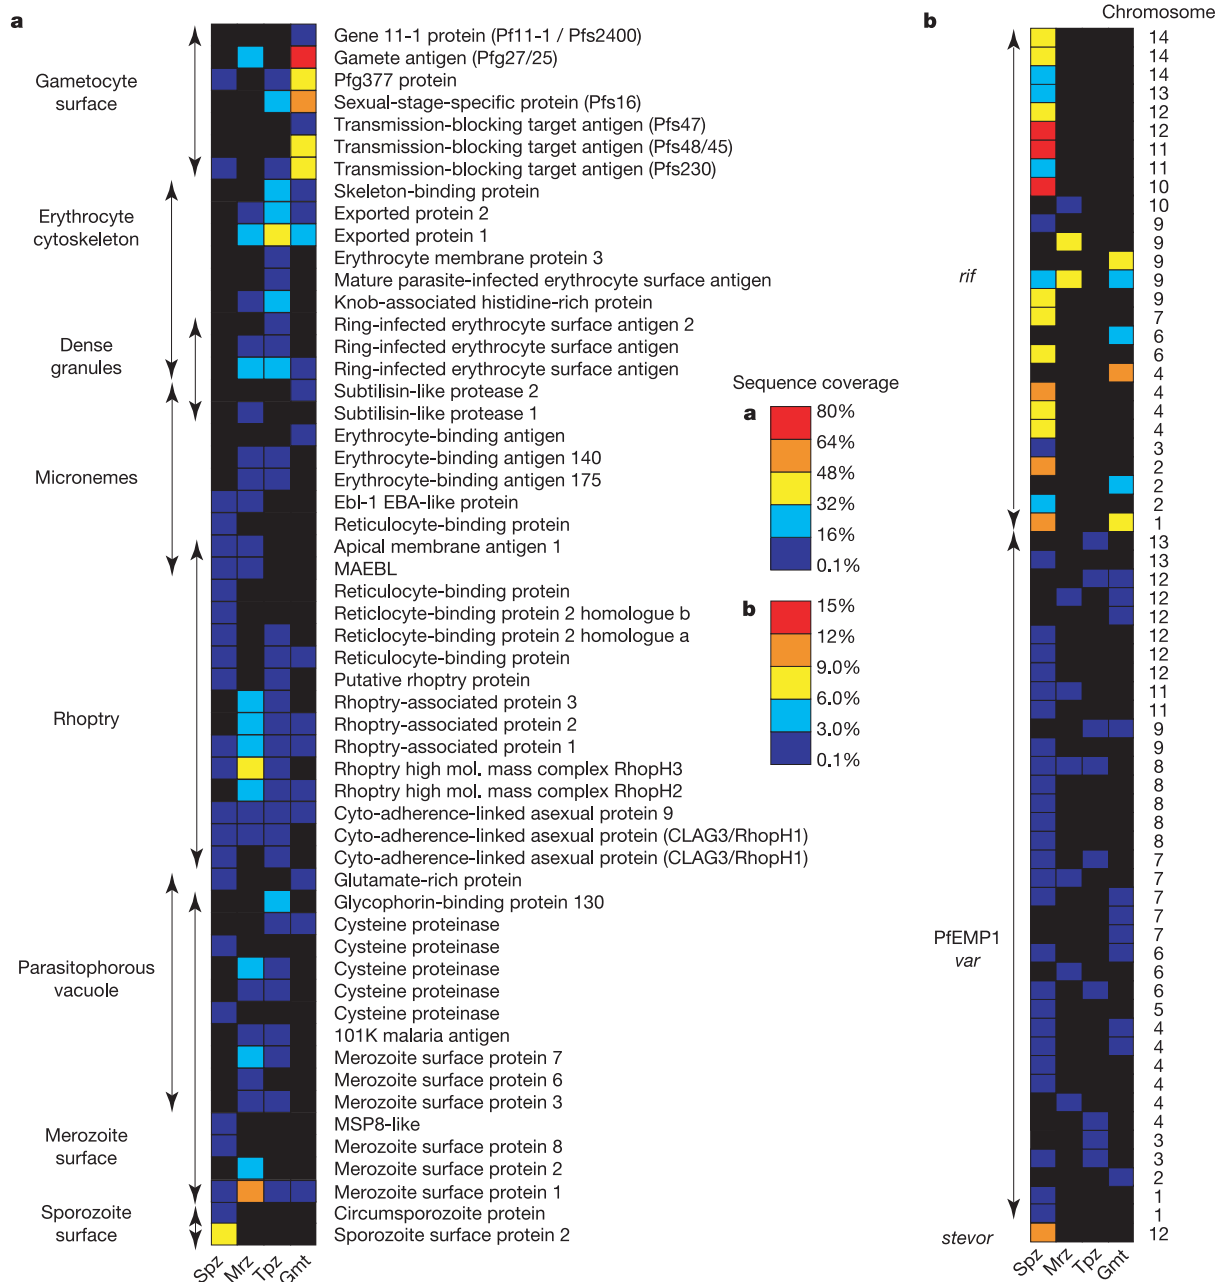 a
Gametocyte
surface
Erythrocyte
cytoskeleton
Dense
granules
Micronemes
Rhoptry
Parasitophorous
vacuole
Merozoite
surface
Sporozoite
surface
Gene 11-1 protein (Pf11-1 / Pfs2400)
Gamete antigen (Pfg27/25)
Pfg377 protein
Sexual-stage-specific protein (Pfs16)
Transmission-blocking target antigen (Pfs47)
Transmission-blocking target antigen (Pfs48/45)
Transmission-blocking target antigen (Pfs230)
Skeleton-binding protein
Exported protein 2
Exported protein 1
Erythrocyte membrane protein 3
Mature parasite-infected erythrocyte surface antigen
Knob-associated histidine-rich protein
Ring-infected erythrocyte surface antigen 2
Ring-infected erythrocyte surface antigen
Ring-infected erythrocyte surface antigen
Subtilisin-like protease 2
Subtilisin-like protease 1
Erythrocyte-binding antigen
Erythrocyte-binding antigen 140
Erythrocyte-binding antigen 175
Ebl-1 EBA-like protein
Reticulocyte-binding protein
Apical membrane antigen 1
MAEBL
Reticulocyte-binding protein
Reticlocyte-binding protein 2 homologue b
Reticlocyte-binding protein 2 homologue a
Reticulocyte-binding protein
Putative rhoptry protein
Rhoptry-associated protein 3
Rhoptry-associated protein 2
Rhoptry-associated protein 1
Rhoptry high mol. mass complex RhopH3
Rhoptry high mol. mass complex RhopH2
Cyto-adherence-linked asexual protein 9
Cyto-adherence-linked asexual protein (CLAG3/RhopH1)
Cyto-adherence-linked asexual protein (CLAG3/RhopH1)
Glutamate-rich protein
Glycophorin-binding protein 130
Cysteine proteinase
Cysteine proteinase
Cysteine proteinase
Cysteine proteinase
Cysteine proteinase
101K malaria antigen
Merozoite surface protein 7
Merozoite surface protein 6
Merozoite surface protein 3
MSP8-like
Merozoite surface protein 8
Merozoite surface protein 2
Merozoite surface protein 1
Circumsporozoite protein
Sporozoite surface protein 2
Spz Mrz Tpz Gmt
Sequence coverage
a
80%
64%
48%
32%
16%
0.1%
b
15%
12%
9.0%
6.0%
3.0%
0.1%
b
Chromosome
rif
PfEMP1
var
stevor
14
14
14
13
12
12
11
11
10
10
9
9
9
9
9
7
6
6
4
4
4
4
3
2
2
2
1
13
13
12
12
12
12
12
12
11
11
9
9
8
8
8
8
8
7
7
7
7
7
6
6
6
5
4
4
4
4
4
4
3
3
2
1
1
12
Spz Mrz Tpz Gmt